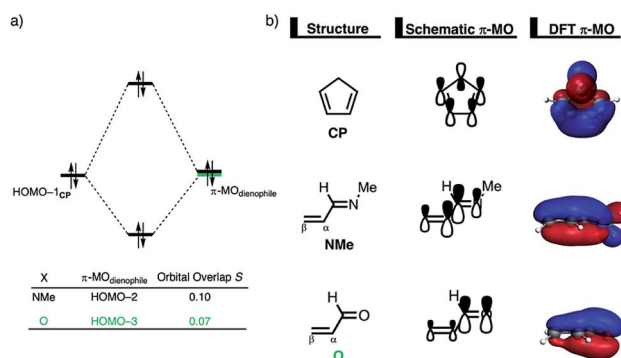 a)
HOMO–1CP
π-MOdienophile
X π-MOdienophile Orbital Overlap S
NMe HOMO–2 0.10
O HOMO–3 0.07
b)
Structure Schematic π-MO DFT π-MO
CP
H Me
N
β α
NMe
H Me
H
O
β α
O
H